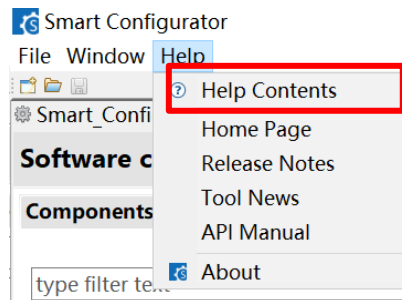 Smart Configurator
File Window Help
Help Contents
Smart_Confi
Home Page
Software c
Release Notes
Tool News
Components
API Manual
About
type filter text